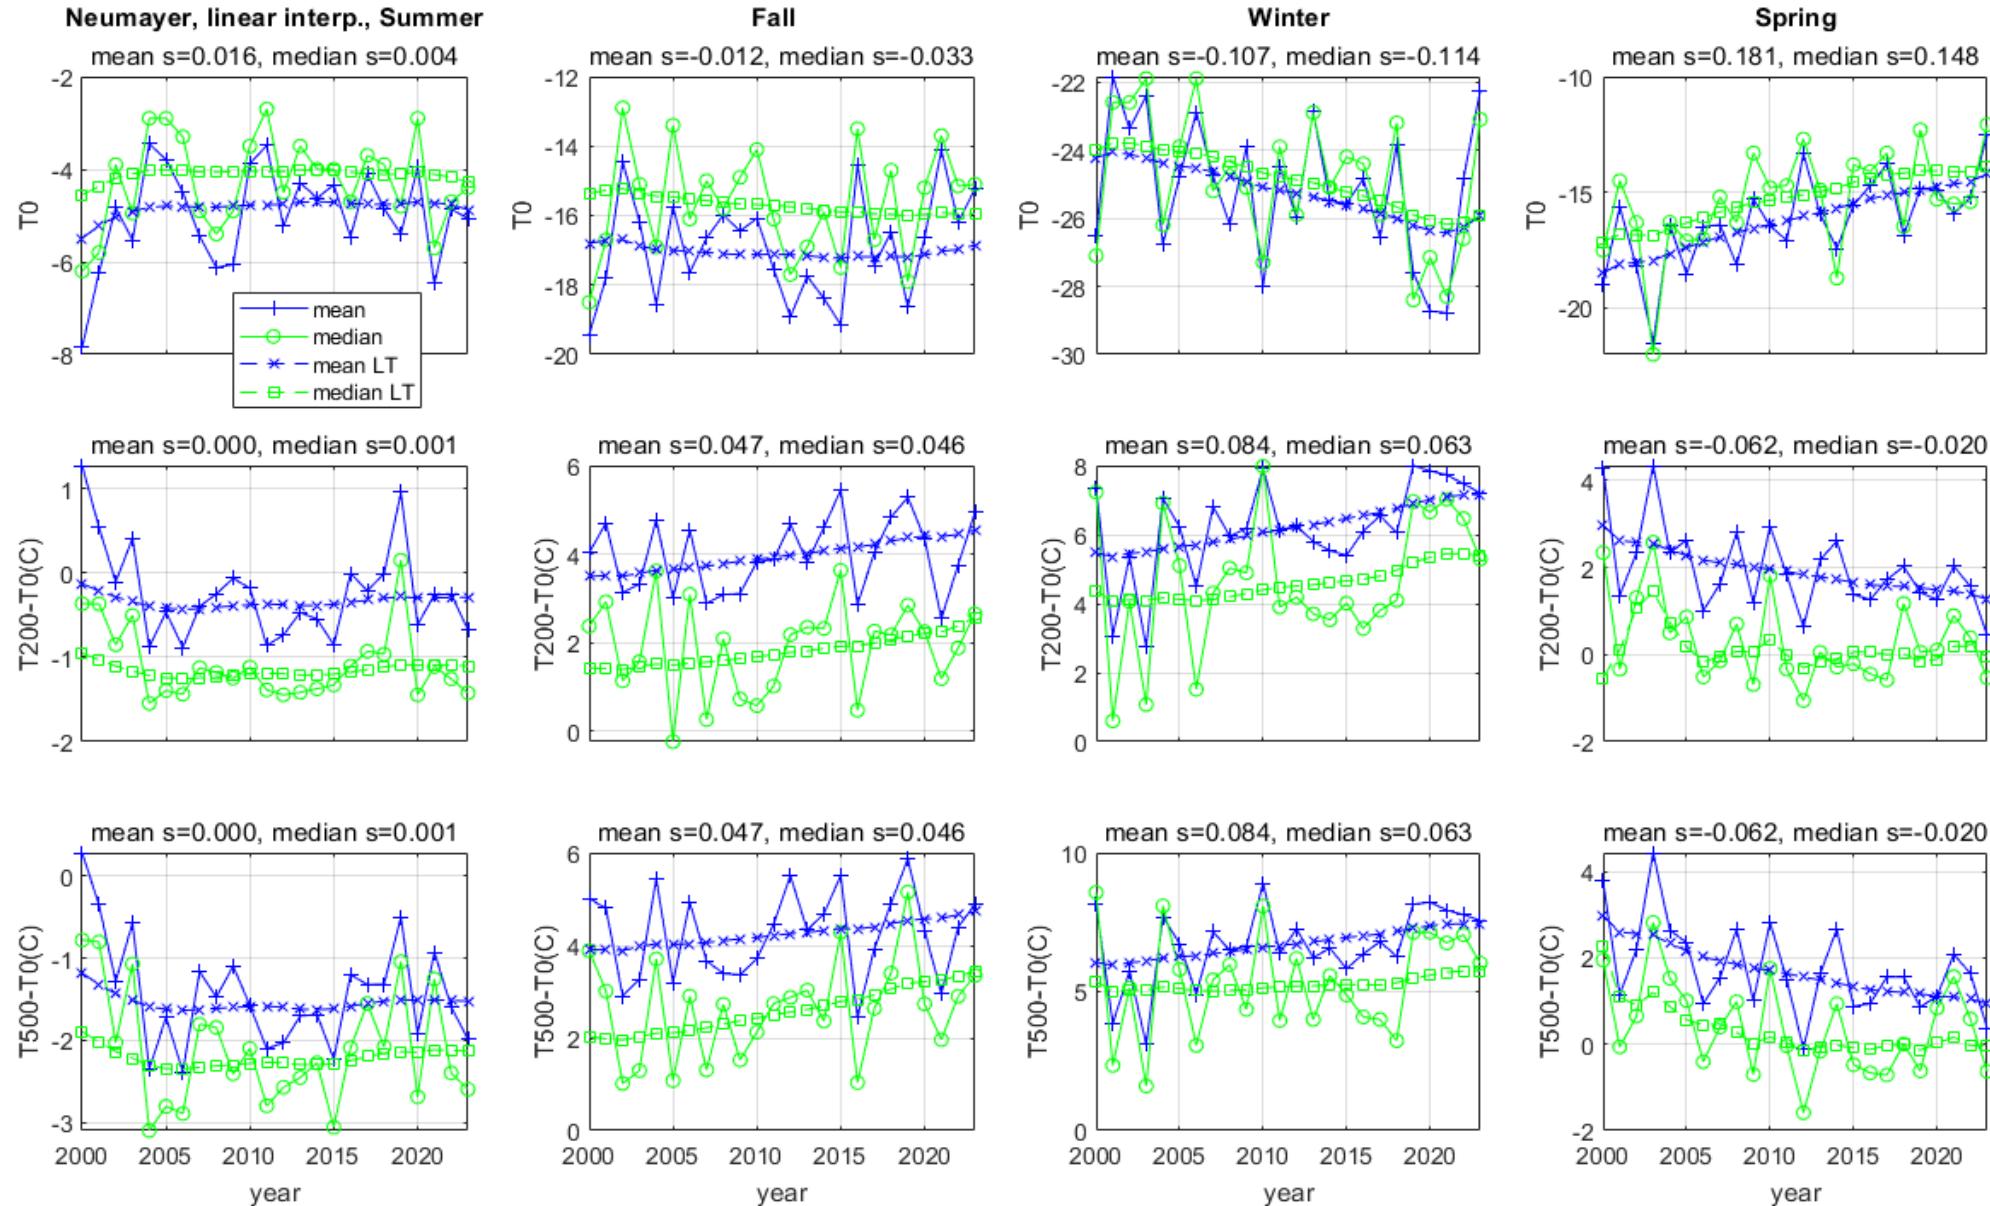 Neumayer, linear interp., Summer
mean s=0.016, median s=0.004
-2
-4
-6
-8
T0
mean
median
mean LT
median LT
Fall
mean s=-0.012, median s=-0.033
-12
-14
-16
-18
-20
T0
Winter
mean s=-0.107, median s=-0.114
-22
-24
-26
-28
-30
T0
Spring
mean s=0.181, median s=0.148
-10
-15
-20
T0
mean s=0.000, median s=0.001
1
0
-1
-2
T200-T0(C)
mean s=0.047, median s=0.046
6
4
2
0
T200-T0(C)
mean s=0.084, median s=0.063
8
6
4
2
0
T200-T0(C)
mean s=-0.062, median s=-0.020
4
2
0
-2
T200-T0(C)
mean s=0.000, median s=0.001
0
-1
-2
-3
T500-T0(C)
2000 2005 2010 2015 2020
year
mean s=0.047, median s=0.046
6
4
2
0
T500-T0(C)
2000 2005 2010 2015 2020
year
mean s=0.084, median s=0.063
10
5
0
T500-T0(C)
2000 2005 2010 2015 2020
year
mean s=-0.062, median s=-0.020
4
2
0
-2
T500-T0(C)
2000 2005 2010 2015 2020
year